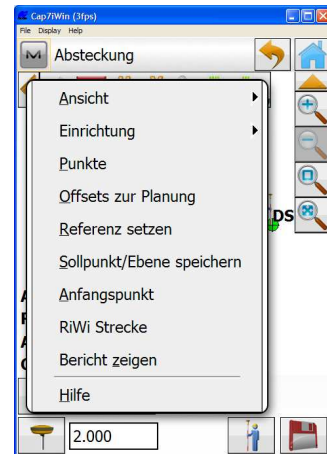 Cap7iWin (3fps)
File Display Help
M Absteckung
Ansicht
Einrichtung
Punkte
Offsets zur Planung
DS
Referenz setzen
Sollpunkt/Ebene speichern
Anfangspunkt
RiWi Strecke
Bericht zeigen
Hilfe
2.000